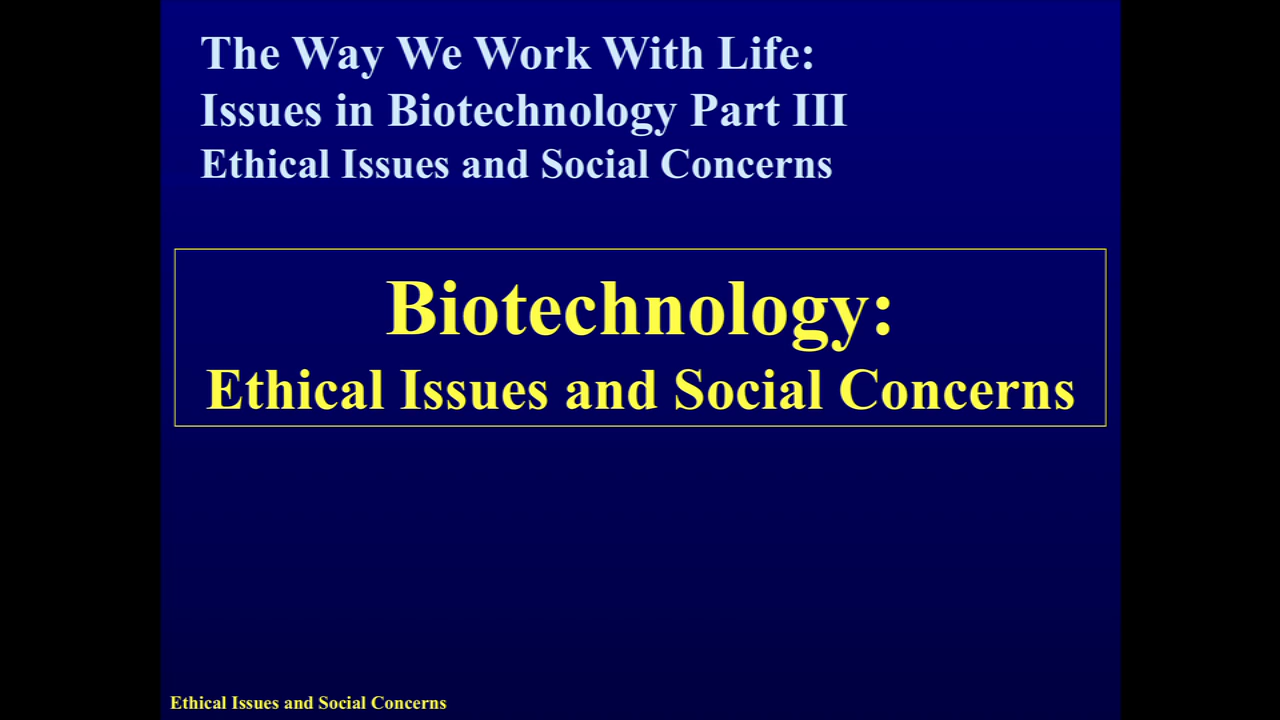 The Way We Work With Life:
Issues in Biotechnology Part III
Ethical Issues and Social Concerns
Biotechnology:
Ethical Issues and Social Concerns
Ethical Issues and Social Concerns